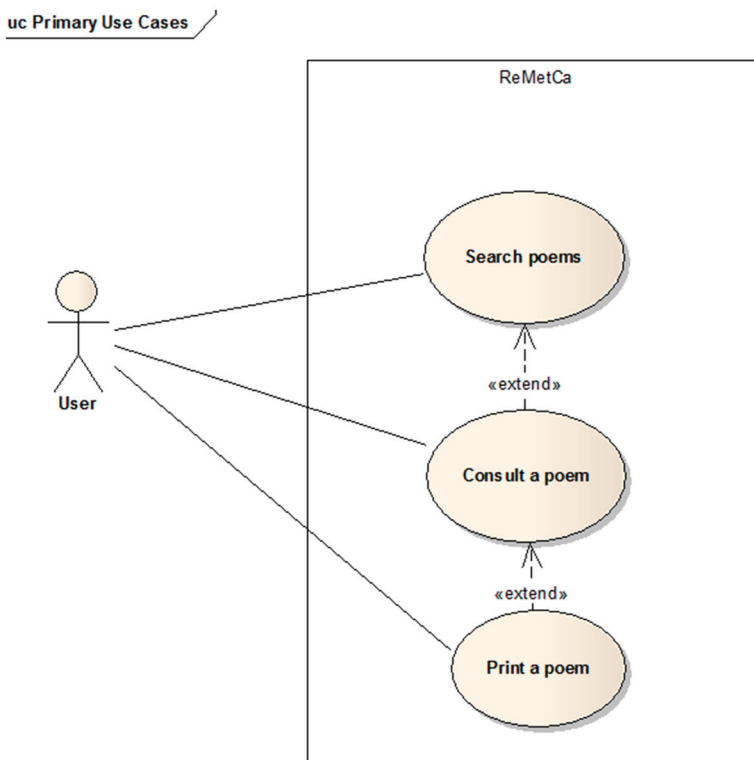 uc Primary Use Cases
ReMetCa
Search poems
«extend»
User
Consult a poem
«extend»
Print a poem